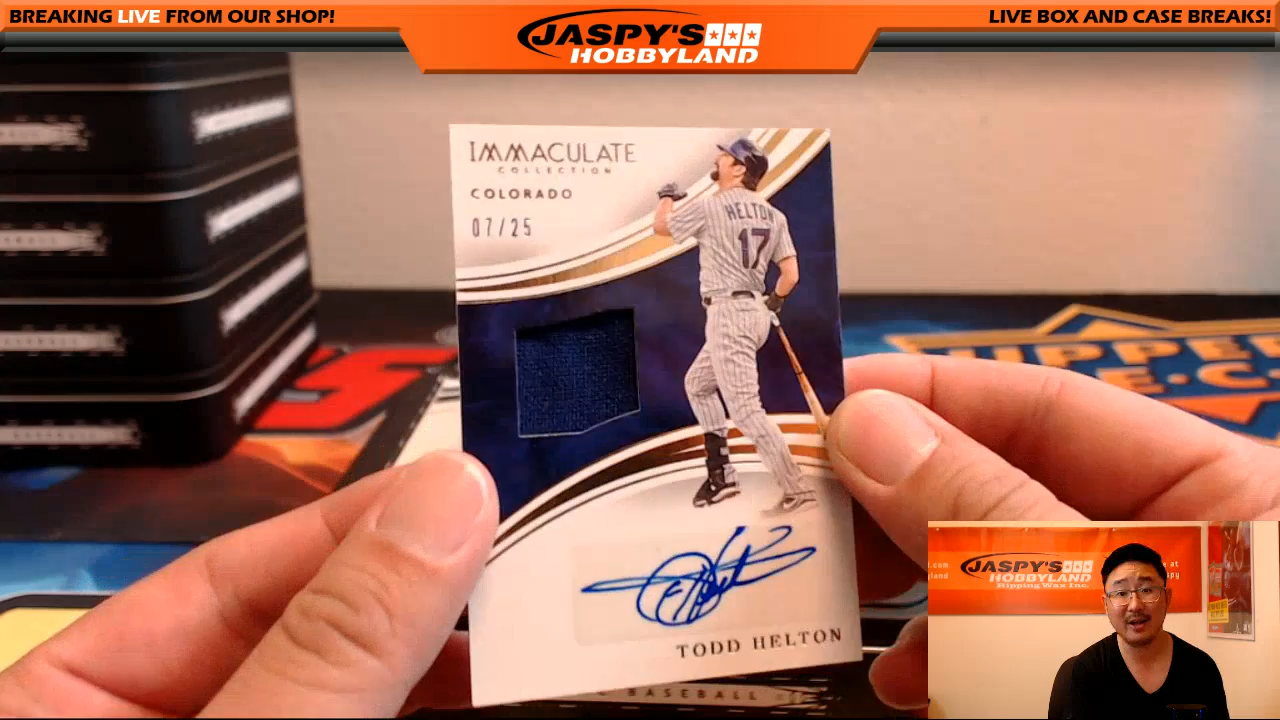 BREAKING LIVE FROM OUR SHOP!
JASPY'S
HOBBYLAND
LIVE BOX AND CASE BREAKS!
IMMACULATE
COLLECTION
COLORADO
07/25
HELTON
17
UPPER
TODD HELTON
BASEBALL
JASPY'S
HOBBYLAND
Ripping Wax Inc.